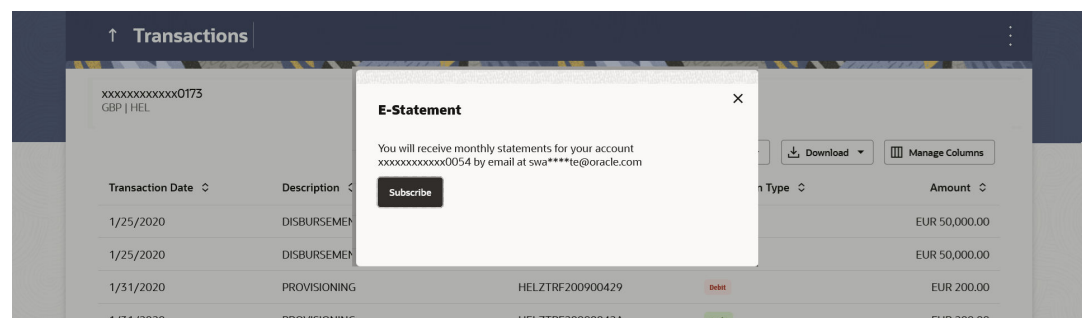 ↑ Transactions
xxxxxxxxxxxx0173
GBP | HEL
E-Statement
You will receive monthly statements for your account
xxxxxxxxxxxx0054 by email at swa****te@oracle.com
Subscribe
Download
Manage Columns
Transaction Date Description n Type Amount
1/25/2020 DISBURSEMEN EUR 50,000.00
1/25/2020 DISBURSEMEN EUR 50,000.00
1/31/2020 PROVISIONING HELZTRF200900429 Debit EUR 200.00